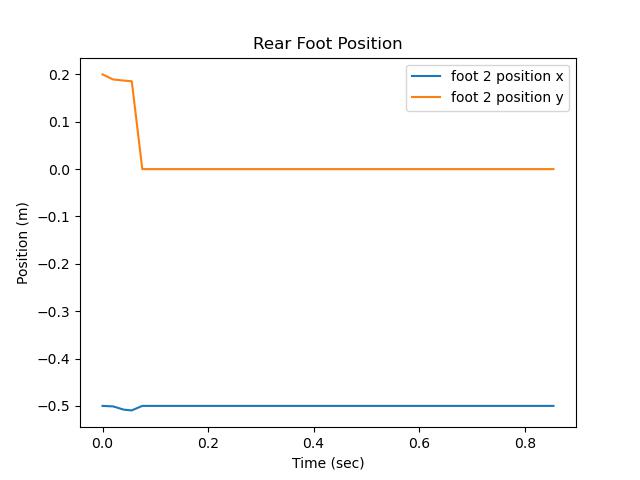 Rear Foot Position
foot 2 position x
foot 2 position y
Position (m)
0.2
0.1
0.0
−0.1
−0.2
−0.3
−0.4
−0.5
0.0 0.2 0.4 0.6 0.8
Time (sec)